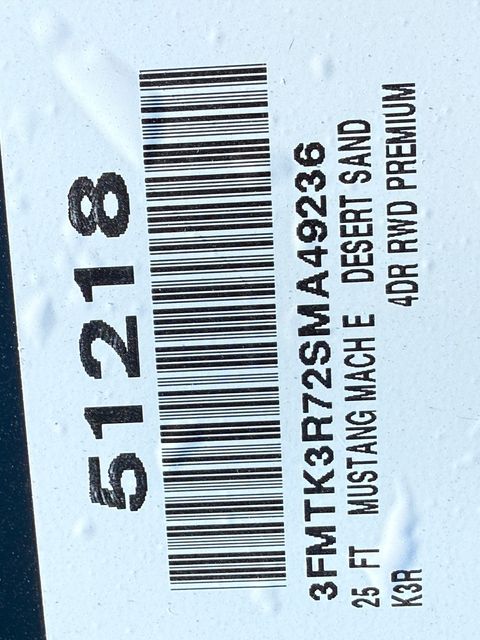 51218
3FMTK3R72SMA49236
25 FT MUSTANG MACH E DESERT SAND
K3R 4DR RWD PREMIUM